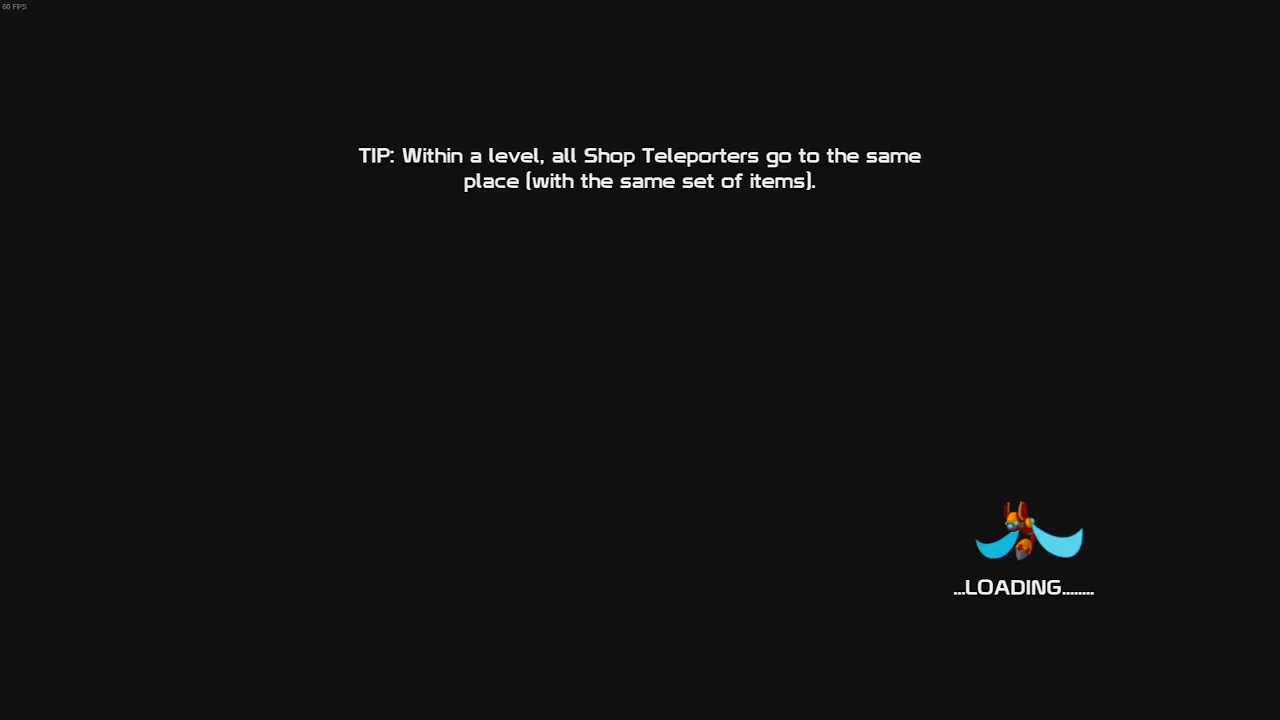 60 FPS
TIP: Within a level, all Shop Teleporters go to the same
place (with the same set of items).
...LOADING........